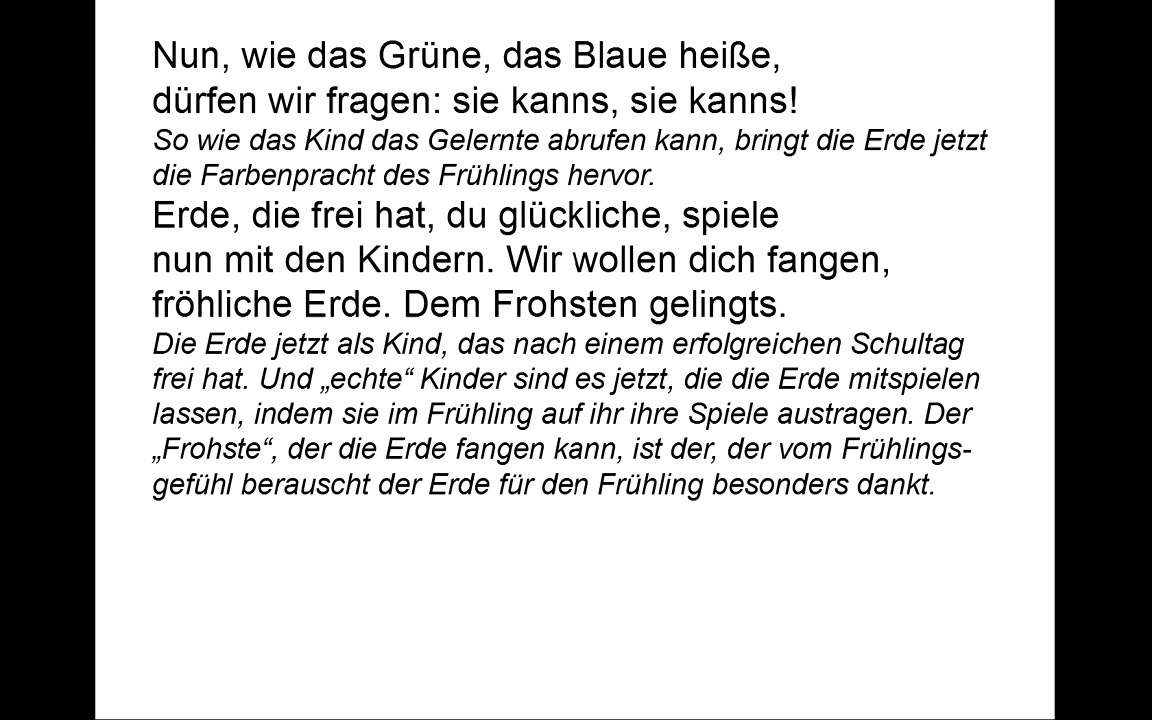 Nun, wie das Grüne, das Blaue heiße,
dürfen wir fragen: sie kanns, sie kanns!
So wie das Kind das Gelernte abrufen kann, bringt die Erde jetzt
die Farbenpracht des Frühlings hervor.
Erde, die frei hat, du glückliche, spiele
nun mit den Kindern. Wir wollen dich fangen,
fröhliche Erde. Dem Frohsten gelingts.
Die Erde jetzt als Kind, das nach einem erfolgreichen Schultag
frei hat. Und „echte“ Kinder sind es jetzt, die die Erde mitspielen
lassen, indem sie im Frühling auf ihr ihre Spiele austragen. Der
„Frohste“, der die Erde fangen kann, ist der, der vom Frühlings-
gefühl berauscht der Erde für den Frühling besonders dankt.